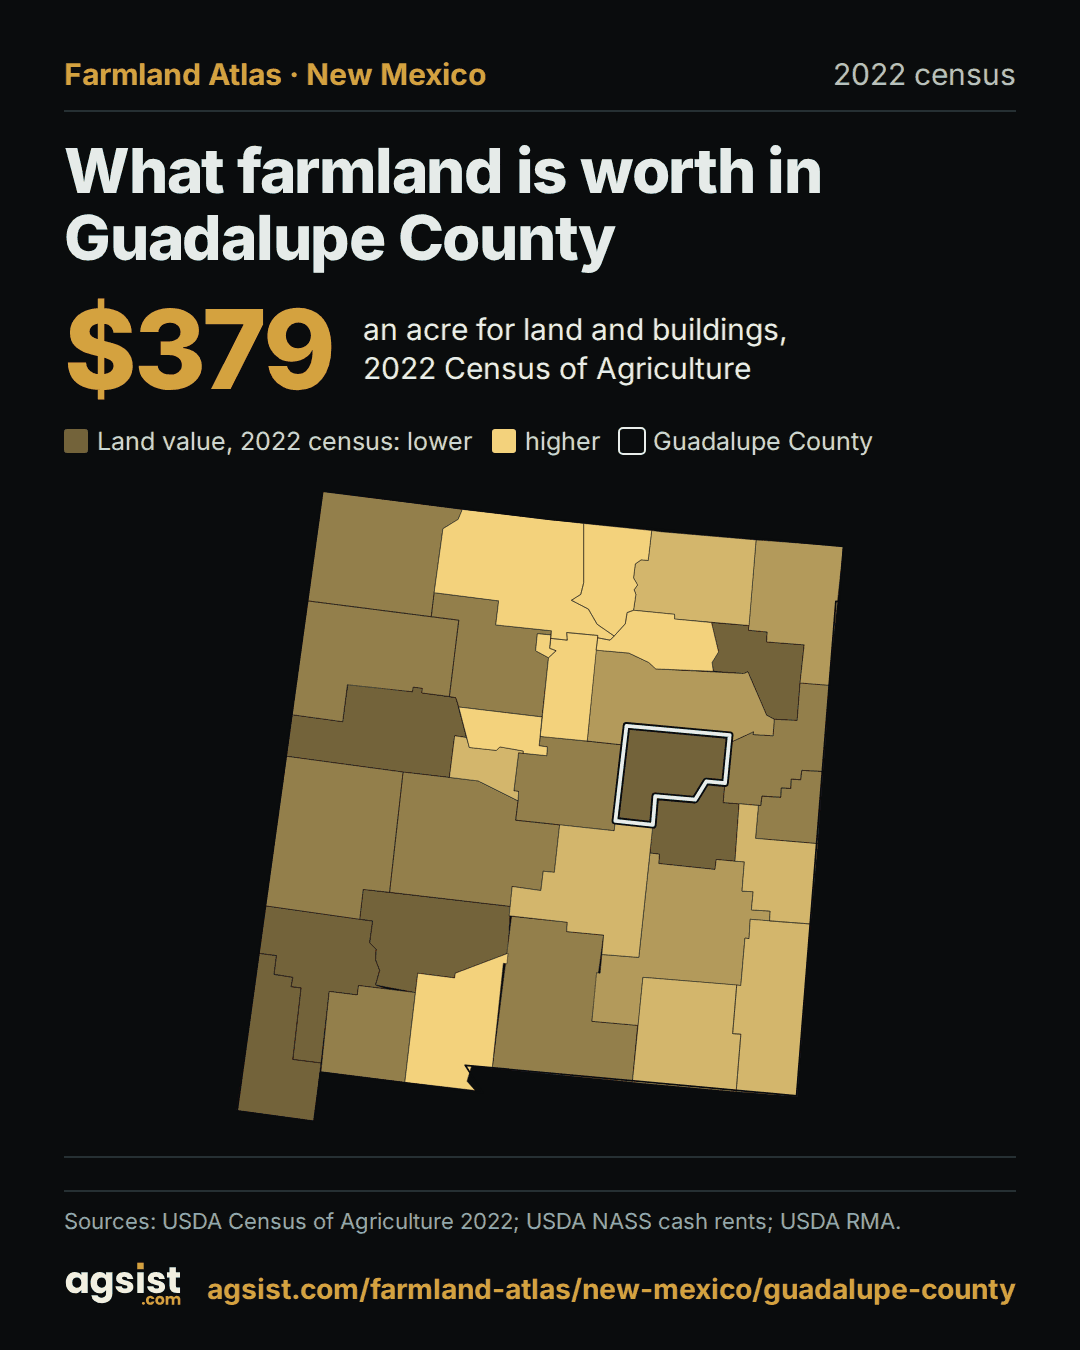 Farmland Atlas · New Mexico
2022 census
What farmland is worth in
Guadalupe County
$379
an acre for land and buildings,
2022 Census of Agriculture
Land value, 2022 census: lower
higher
Guadalupe County
Sources: USDA Census of Agriculture 2022; USDA NASS cash rents; USDA RMA.
agsist
.com
agsist.com/farmland-atlas/new-mexico/guadalupe-county